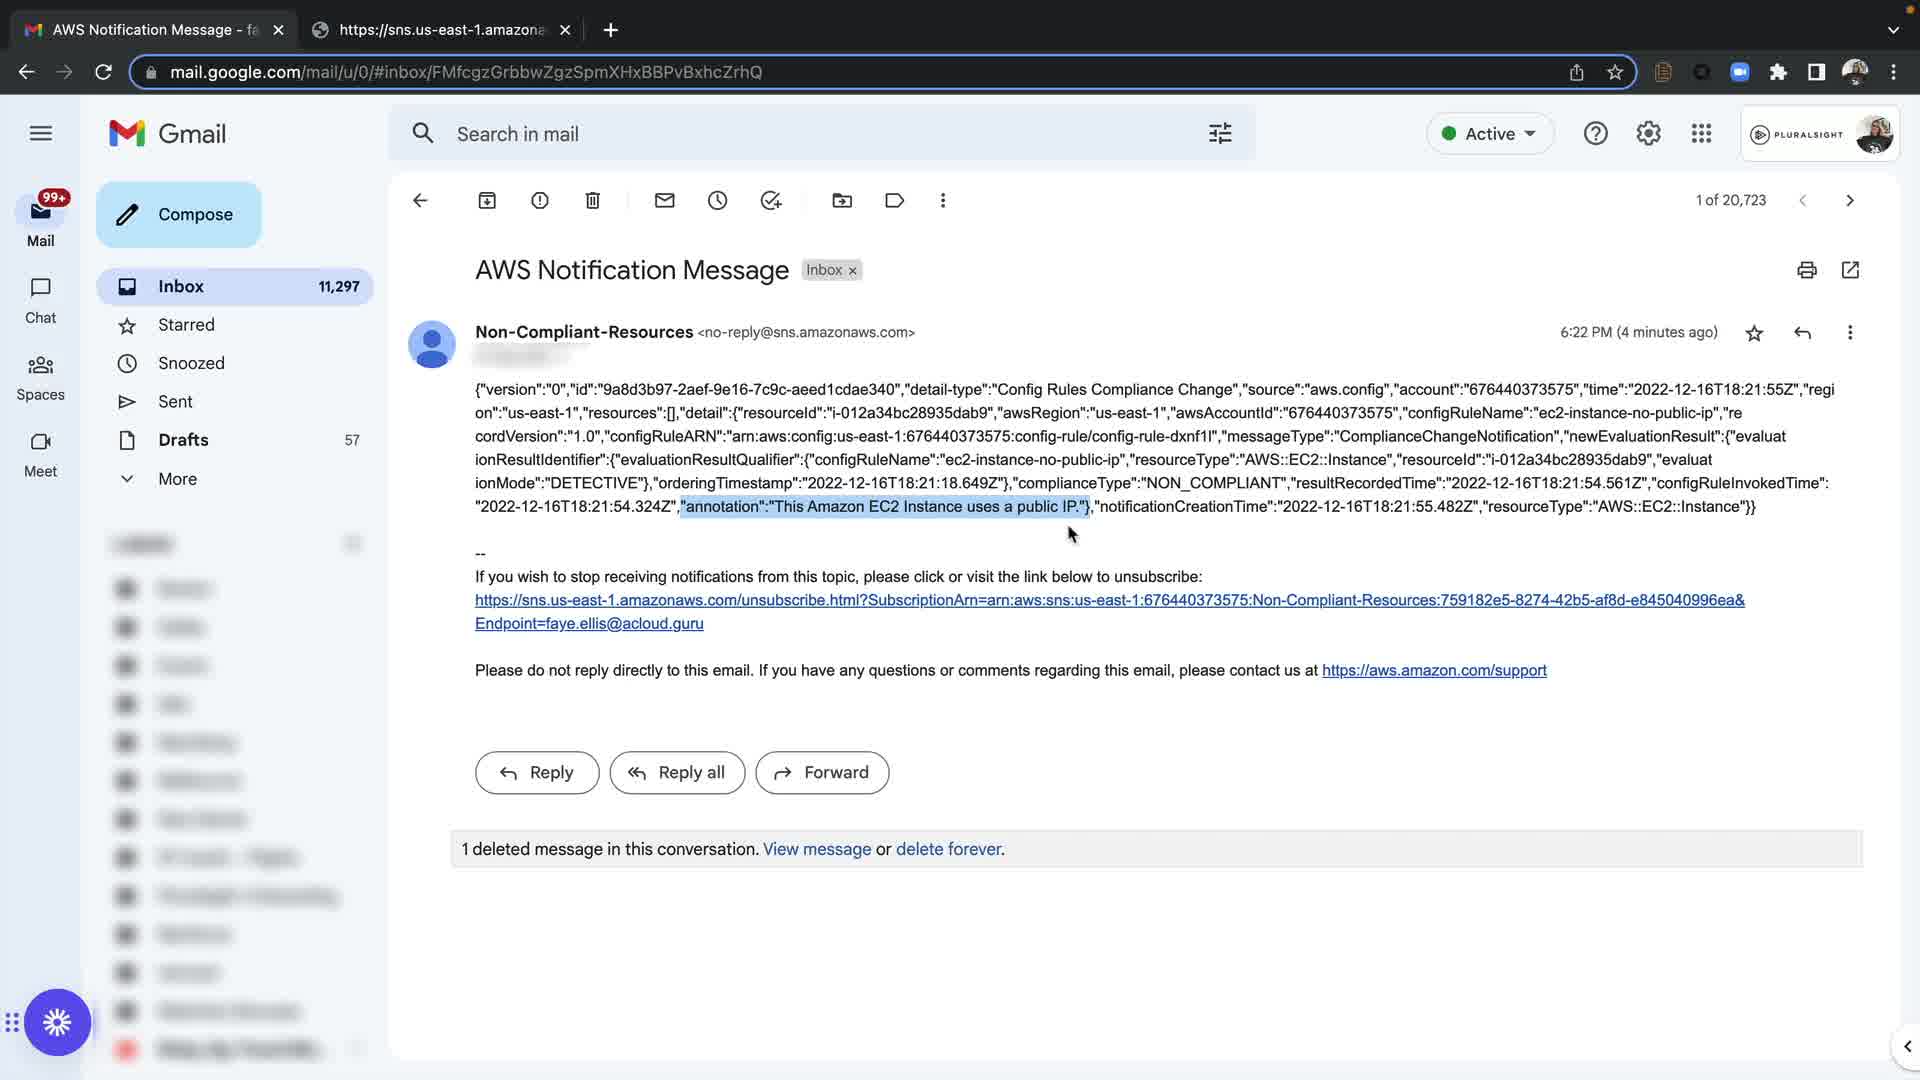 AWS Notification Message - fa
https://sns.us-east-1.amazona
mail.google.com/mail/u/0/#inbox/FMfcgzGrbbwZgzSpmXHxBBPvBxhcZrhQ
Gmail
Search in mail
Active
PLURALSIGHT
99+
Mail
Chat
Spaces
Meet
Compose
Inbox 11,297
Starred
Snoozed
Sent
Drafts 57
More
1 of 20,723
AWS Notification Message Inbox ×
Non-Compliant-Resources <no-reply@sns.amazonaws.com>
6:22 PM (4 minutes ago)
{"version":"0","id":"9a8d3b97-2aef-9e16-7c9c-aeed1cdae340","detail-type":"Config Rules Compliance Change","source":"aws.config","account":"676440373575","time":"2022-12-16T18:21:55Z","regi
on":"us-east-1","resources":[],"detail":{"resourceId":"i-012a34bc28935dab9","awsRegion":"us-east-1","awsAccountId":"676440373575","configRuleName":"ec2-instance-no-public-ip","re
cordVersion":"1.0","configRuleARN":"arn:aws:config:us-east-1:676440373575:config-rule/config-rule-dxnf1l","messageType":"ComplianceChangeNotification","newEvaluationResult":{"evaluat
ionResultIdentifier":{"evaluationResultQualifier":{"configRuleName":"ec2-instance-no-public-ip","resourceType":"AWS::EC2::Instance","resourceId":"i-012a34bc28935dab9","evaluat
ionMode":"DETECTIVE"},"orderingTimestamp":"2022-12-16T18:21:18.649Z"},"complianceType":"NON_COMPLIANT","resultRecordedTime":"2022-12-16T18:21:54.561Z","configRuleInvokedTime":
"2022-12-16T18:21:54.324Z","annotation":"This Amazon EC2 Instance uses a public IP."},"notificationCreationTime":"2022-12-16T18:21:55.482Z","resourceType":"AWS::EC2::Instance"}}
--
If you wish to stop receiving notifications from this topic, please click or visit the link below to unsubscribe:
https://sns.us-east-1.amazonaws.com/unsubscribe.html?SubscriptionArn=arn:aws:sns:us-east-1:676440373575:Non-Compliant-Resources:759182e5-8274-42b5-af8d-e845040996ea&
Endpoint=faye.ellis@acloud.guru
Please do not reply directly to this email. If you have any questions or comments regarding this email, please contact us at https://aws.amazon.com/support
Reply
Reply all
Forward
1 deleted message in this conversation. View message or delete forever.